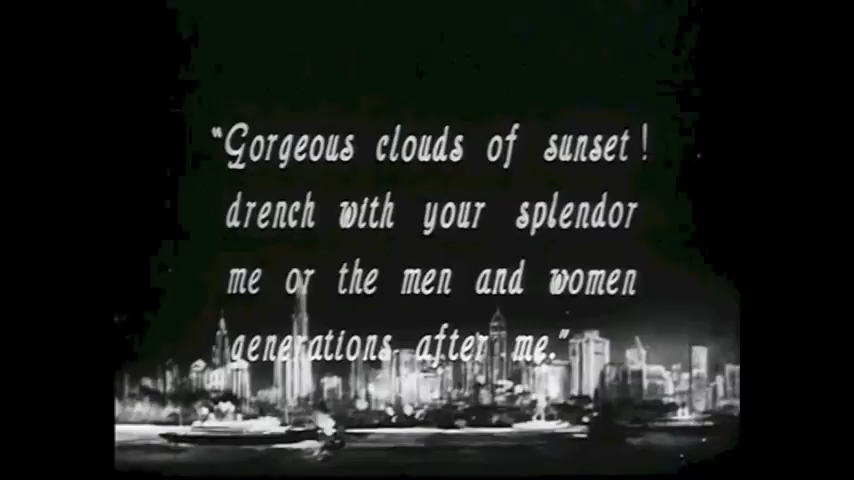 "Gorgeous clouds of sunset!
drench with your splendor
me or the men and women
generations after me."